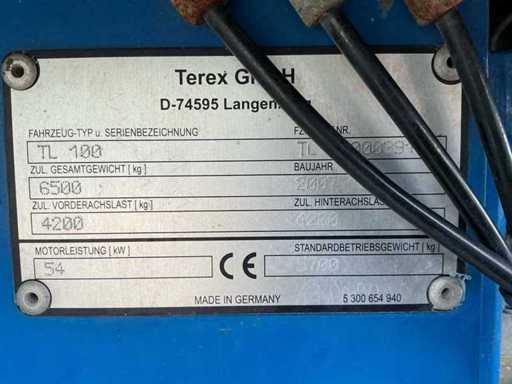 Terex
D-74595
FAHRZEUG-TYP u. SERIENBEZEICHNUNG
TL 100
ZUL. GESAMTGEWICHT [ kg] BAUJAHR
6500 2007
ZUL. VORDERACHSLAST [ kg] ZUL. HINTERACHSLAST
4200
MOTORLEISTUNG [ kW] STANDARDBETRIEBSGEWICHT [ kg]
54 CE
MADE IN GERMANY 5 300 654 940